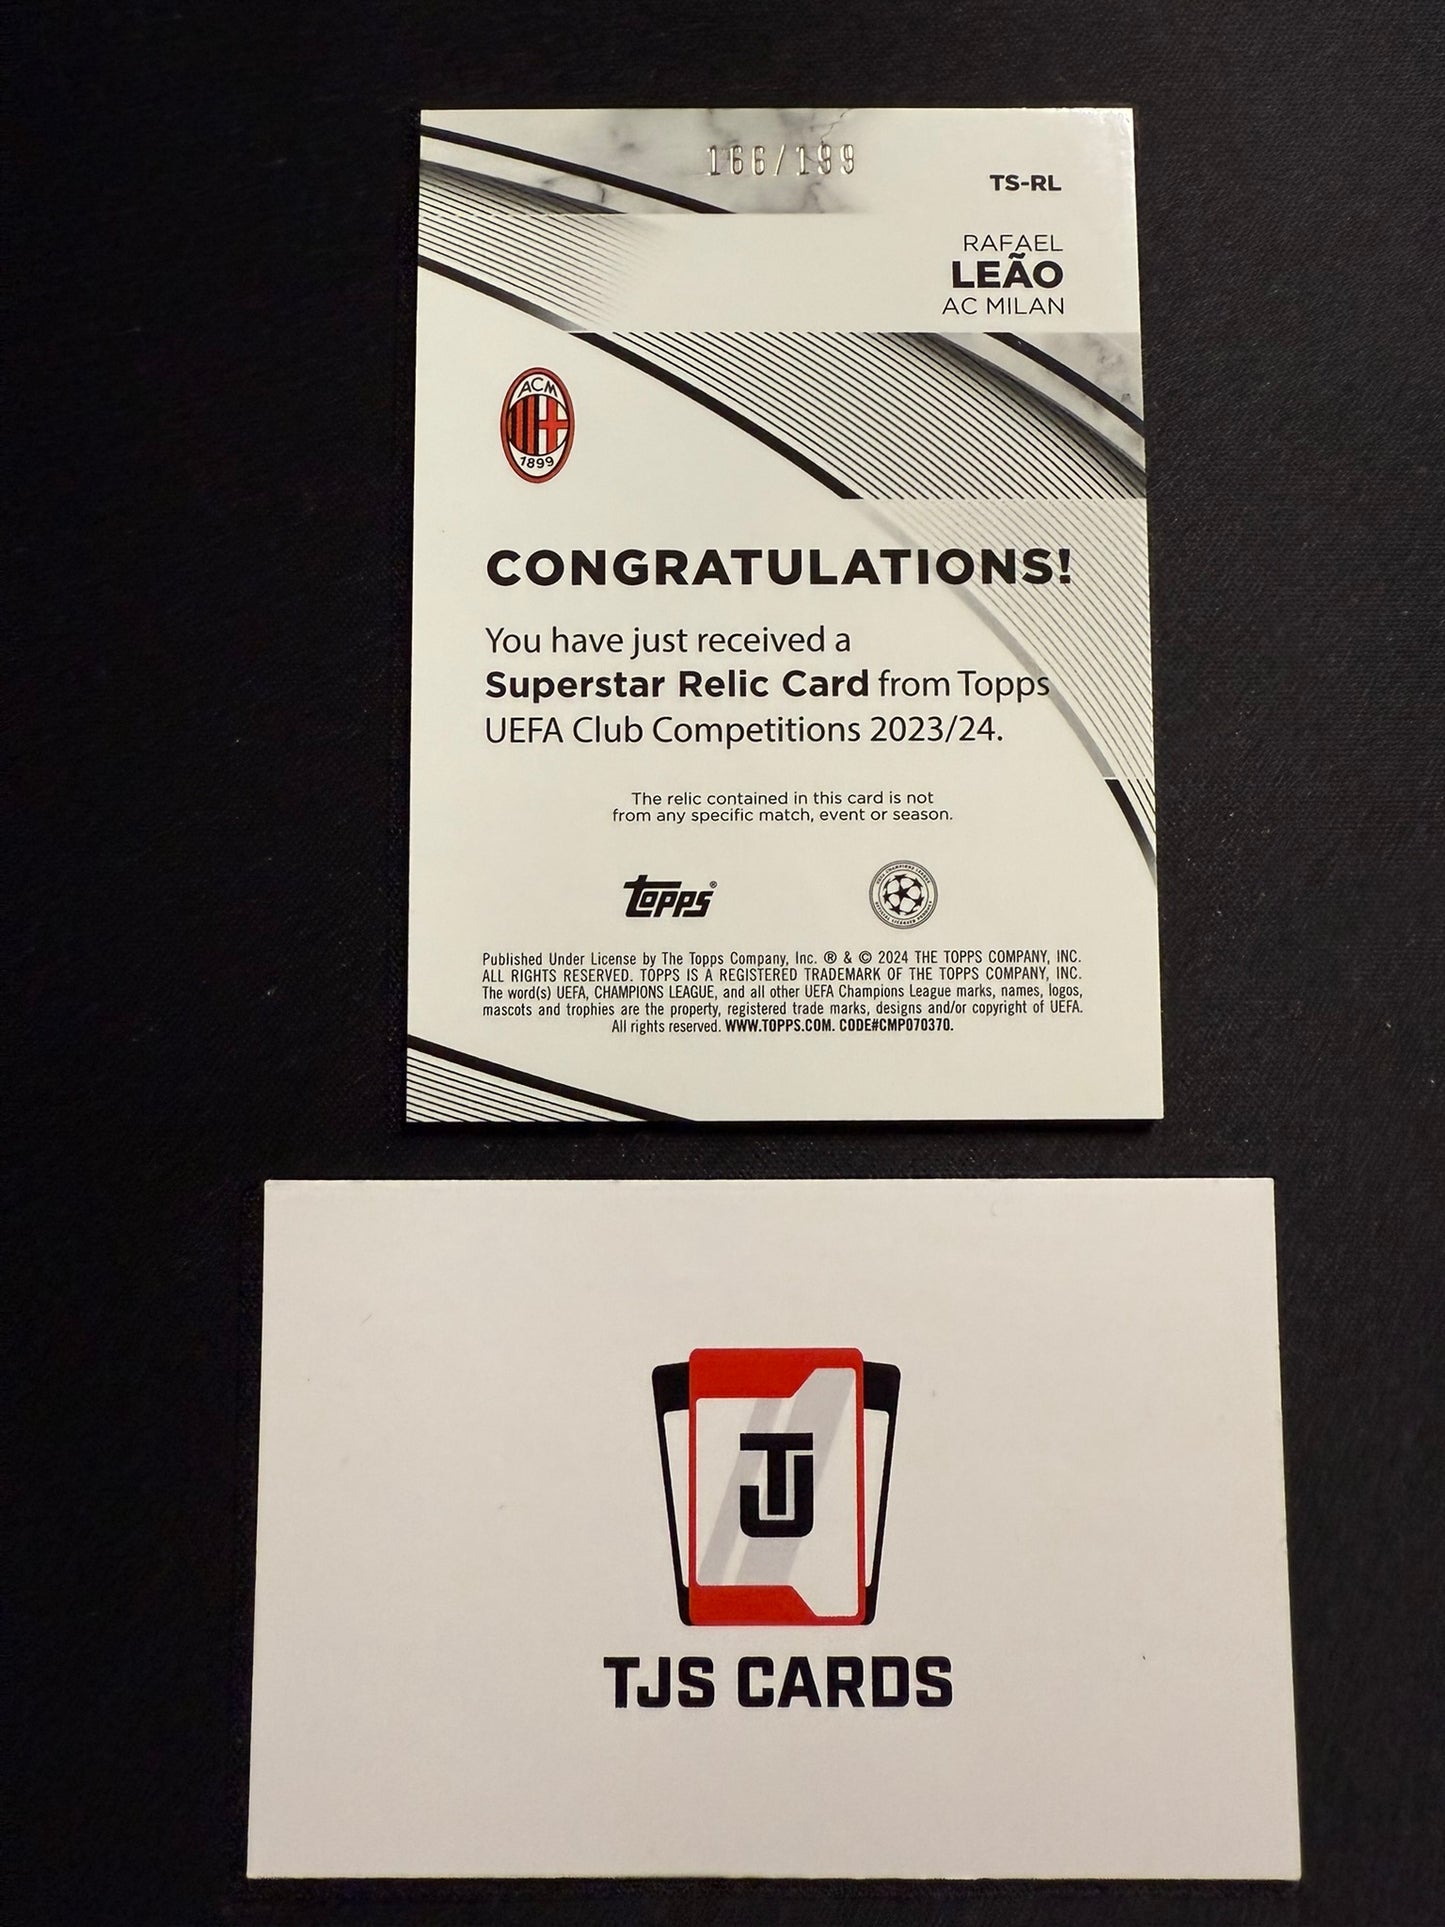 166/199
TS-RL
RAFAEL
LEÃO
AC MILAN
ACM
1899
CONGRATULATIONS!
You have just received a
Superstar Relic Card from Topps
UEFA Club Competitions 2023/24.
The relic contained in this card is not
from any specific match, event or season.
topps®
Published Under License by The Topps Company, Inc. ® & © 2024 THE TOPPS COMPANY, INC.
ALL RIGHTS RESERVED. TOPPS IS A REGISTERED TRADEMARK OF THE TOPPS COMPANY, INC.
The word(s) UEFA, CHAMPIONS LEAGUE, and all other UEFA Champions League marks, names, logos,
mascots and trophies are the property, registered trade marks, designs and/or copyright of UEFA.
All rights reserved. WWW.TOPPS.COM. CODE#CMP070370.
TJ
TJS CARDS